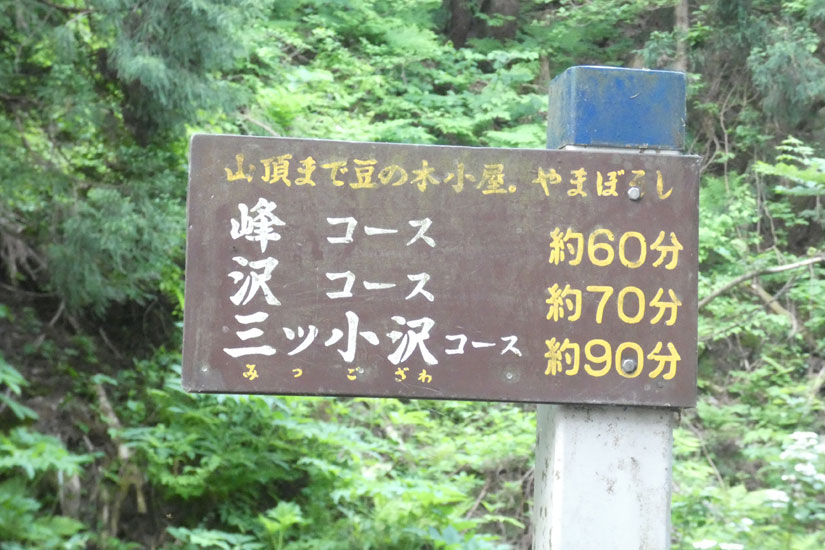 山頂まで豆の木小屋。やまぼうし
峰 コース 約60分
沢 コース 約70分
三ッ小沢コース 約90分
みつござわ